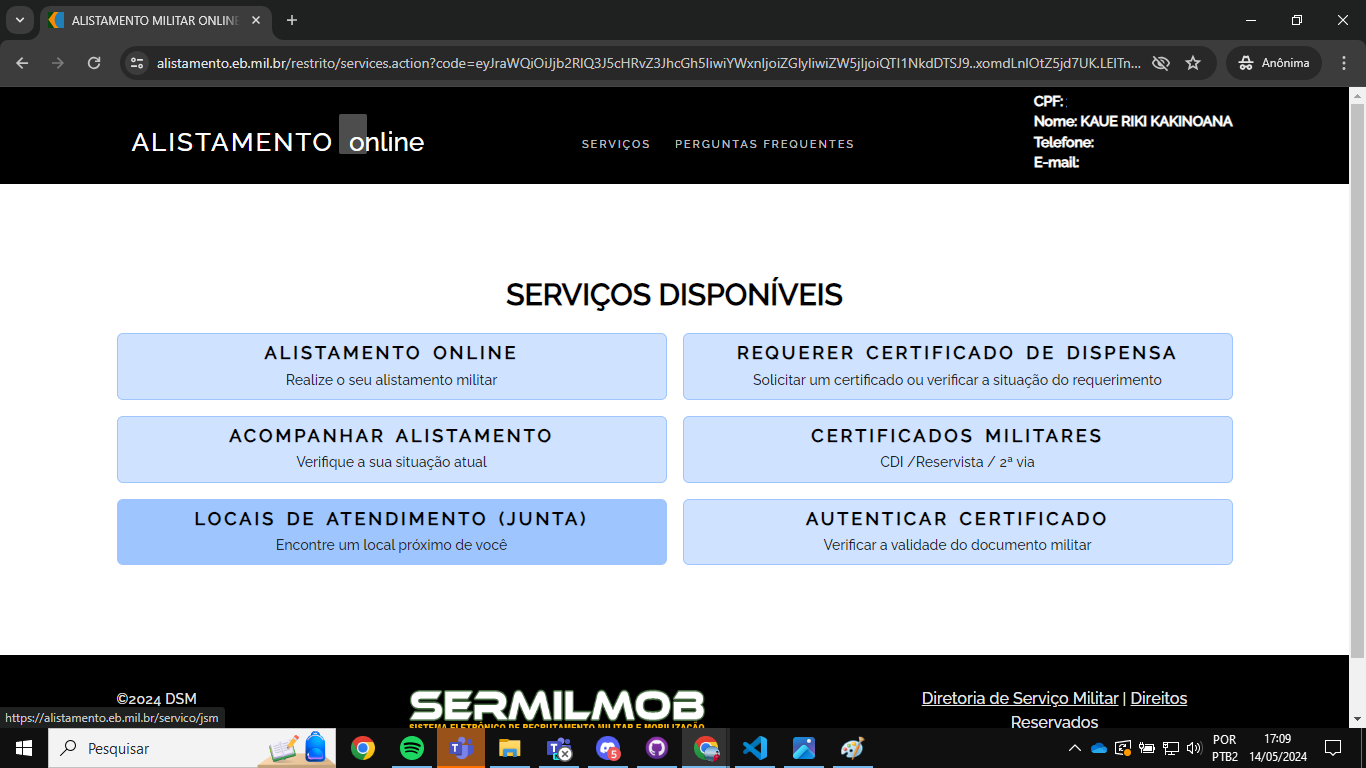 ALISTAMENTO MILITAR ONLINE
alistamento.eb.mil.br/restrito/services.action?code=eyJraWQiOiJjb2RlQ3J5cHRvZ3JhcGh5IiwiYWxnIjoiZGlyIiwiZW5jIjoiQTI1NkdDTSJ9..xomdLnIOtZ5jd7UK.LEITn...
Anônima
CPF:
ALISTAMENTO online
SERVIÇOS
PERGUNTAS FREQUENTES
Nome: KAUE RIKI KAKINOANA
Telefone:
E-mail:
SERVIÇOS DISPONÍVEIS
ALISTAMENTO ONLINE
Realize o seu alistamento militar
REQUERER CERTIFICADO DE DISPENSA
Solicitar um certificado ou verificar a situação do requerimento
ACOMPANHAR ALISTAMENTO
Verifique a sua situação atual
CERTIFICADOS MILITARES
CDI /Reservista / 2ª via
LOCAIS DE ATENDIMENTO (JUNTA)
Encontre um local próximo de você
AUTENTICAR CERTIFICADO
Verificar a validade do documento militar
©2024 DSM
SERMILMOB
SISTEMA ELETRÔNICO DE RECRUTAMENTO MILITAR E MOBILIZAÇÃO
Diretoria de Serviço Militar | Direitos
Reservados
https://alistamento.eb.mil.br/servico/jsm
Pesquisar
5
POR
PTB2
17:09
14/05/2024